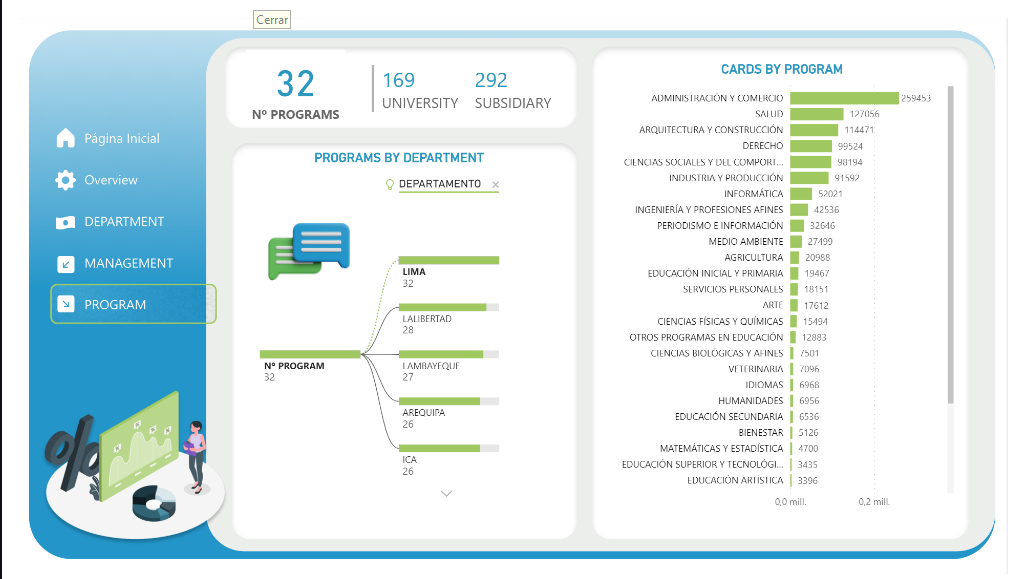 Cerrar
Página Inicial
Overview
DEPARTMENT
MANAGEMENT
PROGRAM
32
Nº PROGRAMS
169
UNIVERSITY
292
SUBSIDIARY
PROGRAMS BY DEPARTMENT
DEPARTAMENTO
Nº PROGRAM
32
LIMA
32
LALIBERTAD
28
LAMBAYEQUE
27
AREQUIPA
26
ICA
26
CARDS BY PROGRAM
ADMINISTRACIÓN Y COMERCIO 259453
SALUD 127056
ARQUITECTURA Y CONSTRUCCIÓN 114471
DERECHO 99524
CIENCIAS SOCIALES Y DEL COMPORT... 98194
INDUSTRIA Y PRODUCCIÓN 91592
INFORMÁTICA 52021
INGENIERÍA Y PROFESIONES AFINES 42536
PERIODISMO E INFORMACIÓN 32646
MEDIO AMBIENTE 27499
AGRICULTURA 20988
EDUCACIÓN INICIAL Y PRIMARIA 19467
SERVICIOS PERSONALES 18151
ARTE 17612
CIENCIAS FÍSICAS Y QUÍMICAS 15494
OTROS PROGRAMAS EN EDUCACIÓN 12883
CIENCIAS BIOLÓGICAS Y AFINES 7501
VETERINARIA 7096
IDIOMAS 6968
HUMANIDADES 6956
EDUCACIÓN SECUNDARIA 6536
BIENESTAR 5126
MATEMÁTICAS Y ESTADÍSTICA 4700
EDUCACIÓN SUPERIOR Y TECNOLÓGI... 3435
EDUCACIÓN ARTÍSTICA 3396
0,0 mill. 0,2 mill.